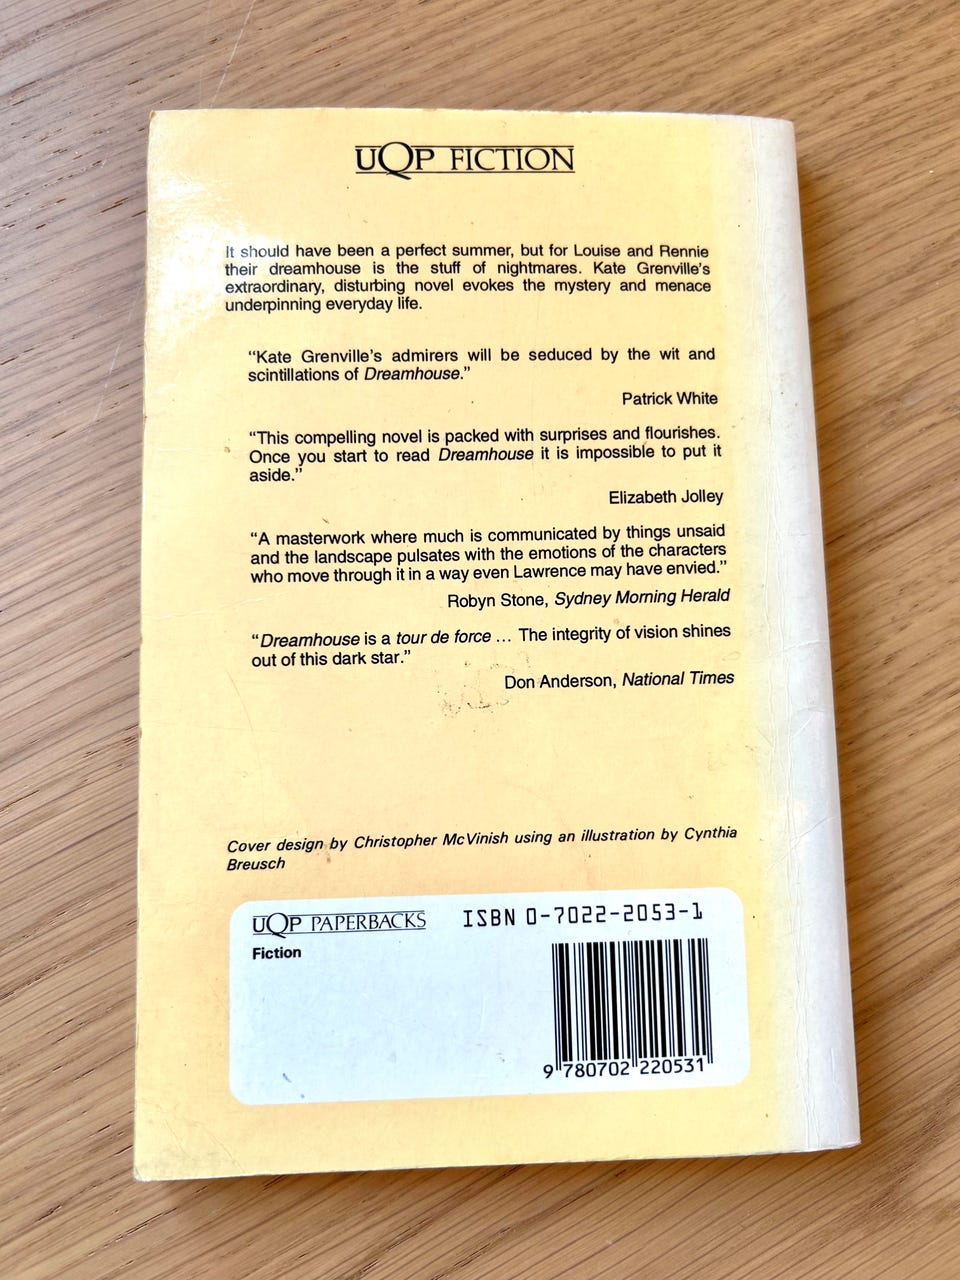 UQP FICTION
It should have been a perfect summer, but for Louise and Rennie
their dreamhouse is the stuff of nightmares. Kate Grenville's
extraordinary, disturbing novel evokes the mystery and menace
underpinning everyday life.
“Kate Grenville's admirers will be seduced by the wit and
scintillations of Dreamhouse.”
Patrick White
“This compelling novel is packed with surprises and flourishes.
Once you start to read Dreamhouse it is impossible to put it
aside.”
Elizabeth Jolley
“A masterwork where much is communicated by things unsaid
and the landscape pulsates with the emotions of the characters
who move through it in a way even Lawrence may have envied.”
Robyn Stone, Sydney Morning Herald
“Dreamhouse is a tour de force ... The integrity of vision shines
out of this dark star.”
Don Anderson, National Times
Cover design by Christopher McVinish using an illustration by Cynthia
Breusch
UQP PAPERBACKS
Fiction
ISBN 0-7022-2053-1
9 780702 220531